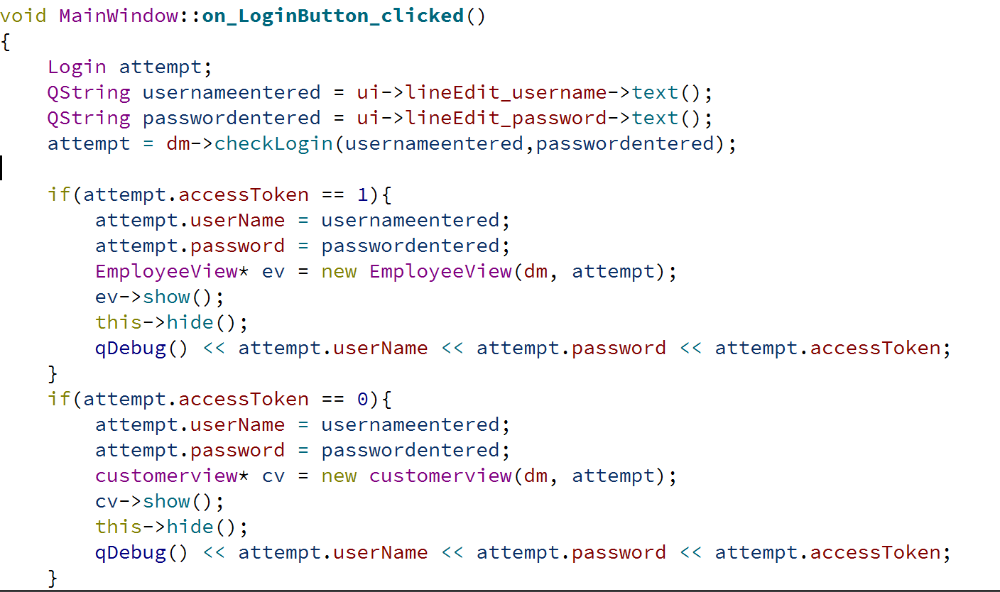 void MainWindow::on_LoginButton_clicked()
{
    Login attempt;
    QString usernameentered = ui->lineEdit_username->text();
    QString passwordentered = ui->lineEdit_password->text();
    attempt = dm->checkLogin(usernameentered,passwordentered);

    if(attempt.accessToken == 1){
        attempt.userName = usernameentered;
        attempt.password = passwordentered;
        EmployeeView* ev = new EmployeeView(dm, attempt);
        ev->show();
        this->hide();
        qDebug() << attempt.userName << attempt.password << attempt.accessToken;
    }
    if(attempt.accessToken == 0){
        attempt.userName = usernameentered;
        attempt.password = passwordentered;
        customerview* cv = new customerview(dm, attempt);
        cv->show();
        this->hide();
        qDebug() << attempt.userName << attempt.password << attempt.accessToken;
    }